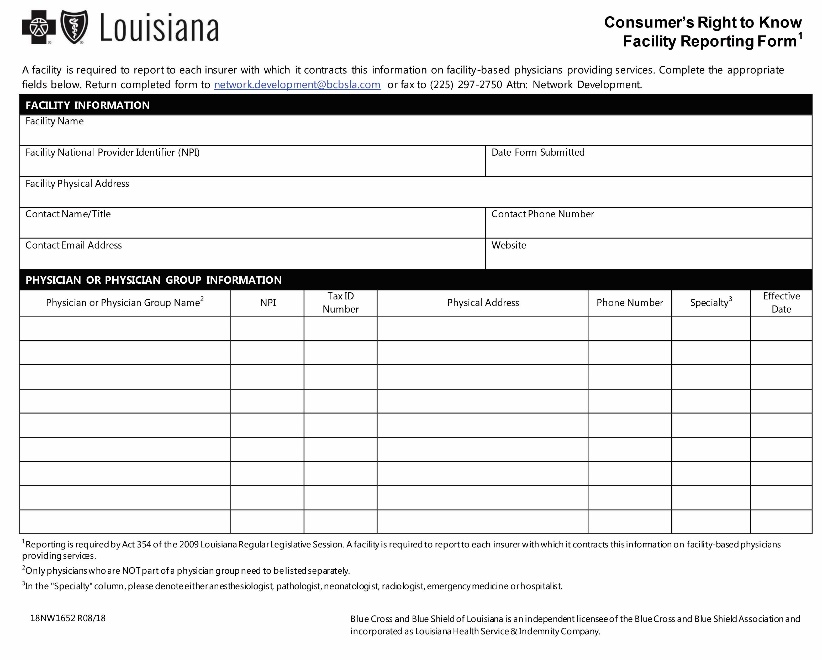 Louisiana
Consumer's Right to Know
Facility Reporting Form1
A facility is required to report to each insurer with which it contracts this information on facility-based physicians providing services. Complete the appropriate
fields below. Return completed form to network.development@bcbsla.com or fax to (225) 297-2750 Attn: Network Development.
FACILITY INFORMATION
Facility Name
Facility National Provider Identifier (NPI)
Date Form Submitted
Facility Physical Address
Contact Name/Title
Contact Phone Number
Contact Email Address
Website
PHYSICIAN OR PHYSICIAN GROUP INFORMATION
Physician or Physician Group Name2
NPI
Tax ID
Number
Physical Address
Phone Number
Specialty3
Effective
Date
1Reporting is required by Act 354 of the 2009 Louisiana Regular Legislative Session. A facility is required to report to each insurer with which it contracts this information on facility-based physicians
providing services.
2Only physicians who are NOT part of a physician group need to be listed separately.
3In the "Specialty" column, please denote either anesthesiologist, pathologist, neonatologist, radiologist, emergency medicine or hospitalist.
18NW1652 R08/18
Blue Cross and Blue Shield of Louisiana is an independent licensee of the Blue Cross and Blue Shield Association and
incorporated as Louisiana Health Service & Indemnity Company.